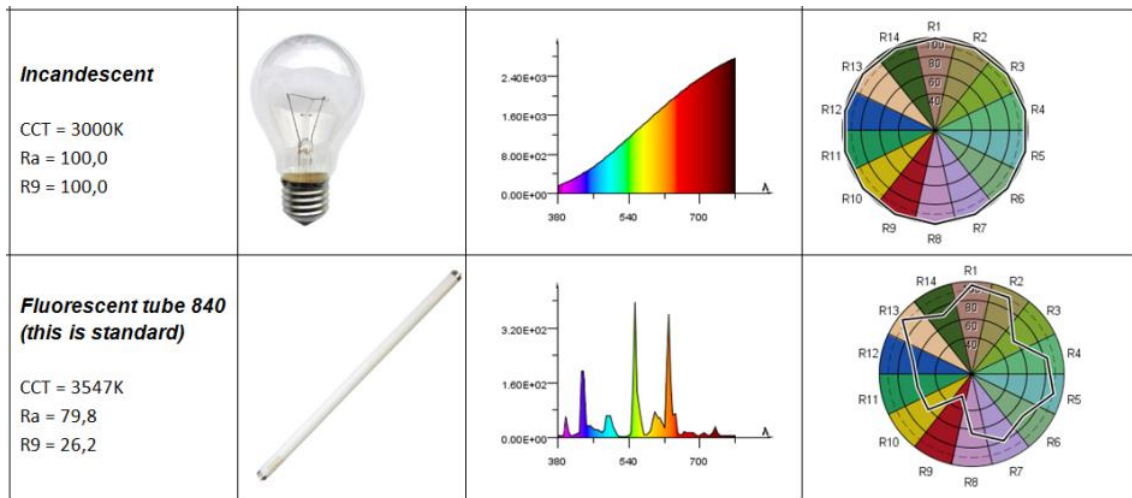 Incandescent
CCT = 3000K
Ra = 100,0
R9 = 100,0
2.40E+03
1.60E+03
8.00E+02
0.00E+00
380
540
700
λ
R1
R2
R3
R4
R5
R6
R7
R8
R9
R10
R11
R12
R13
R14
100
80
60
40
Fluorescent tube 840
(this is standard)
CCT = 3547K
Ra = 79,8
R9 = 26,2
3.20E+02
1.60E+02
0.00E+00
380
540
700
λ
R1
R2
R3
R4
R5
R6
R7
R8
R9
R10
R11
R12
R13
R14
100
80
60
40